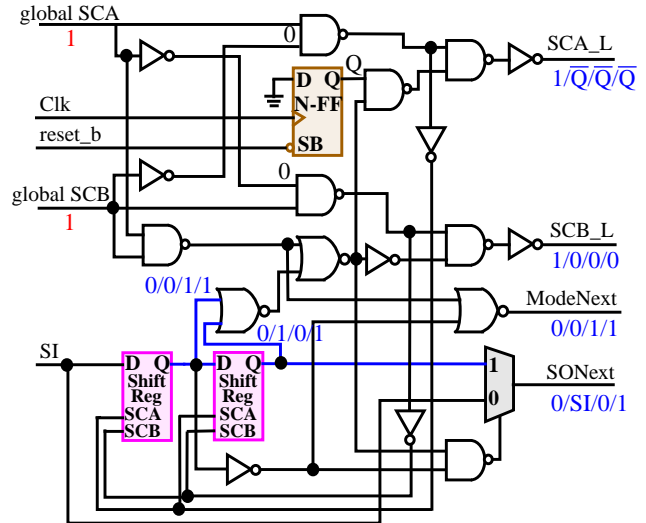 global SCA
1
0
SCA_L
1/Q̅/Q̅/Q̅
D Q
Q
N-FF
SB
Clk
reset_b
0
global SCB
1
SCB_L
1/0/0/0
0/0/1/1
ModeNext
0/0/1/1
0/1/0/1
SI
D Q
Shift
Reg
SCA
SCB
D Q
Shift
Reg
SCA
SCB
1
0
SONext
0/SI/0/1